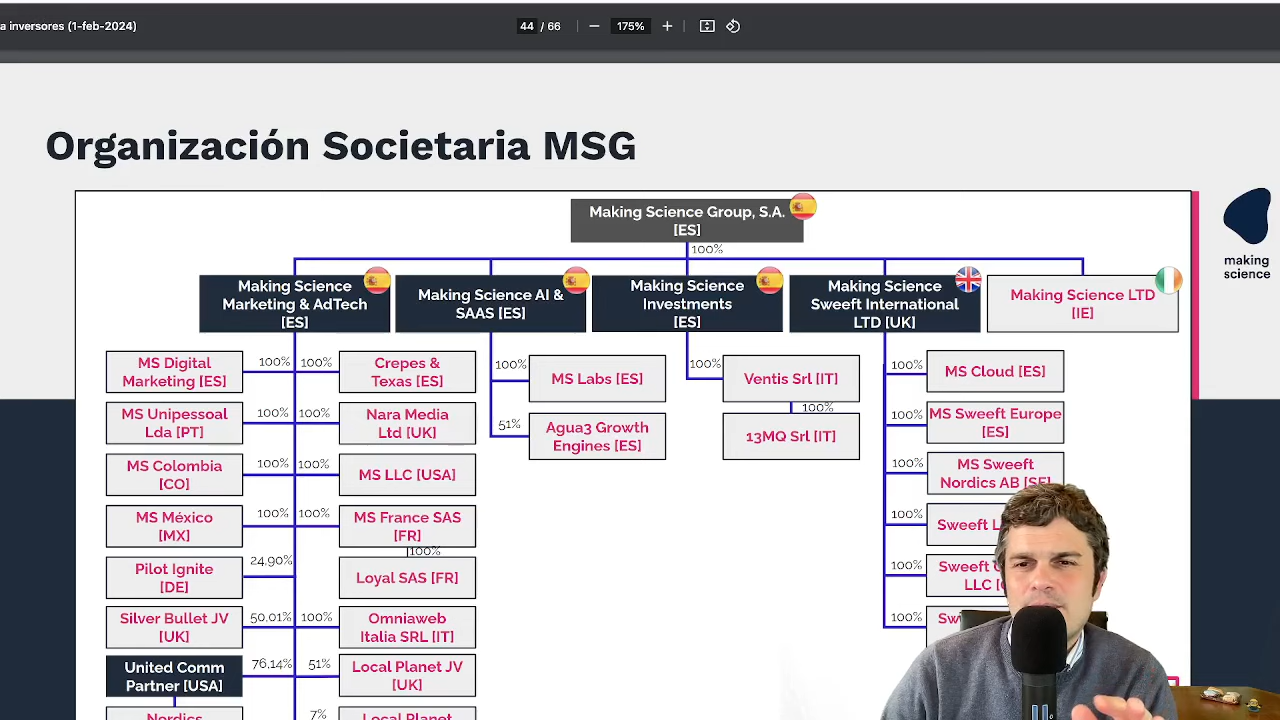 a inversores (1-feb-2024)
44 / 66
175%
Organización Societaria MSG
making
science
Making Science Group, S.A.
[ES]
100%
Making Science
Marketing & AdTech
[ES]
Making Science AI &
SAAS [ES]
Making Science
Investments
[ES]
Making Science
Sweeft International
LTD [UK]
Making Science LTD
[IE]
MS Digital
Marketing [ES]
100%
100%
Crepes &
Texas [ES]
MS Unipessoal
Lda [PT]
100%
100%
Nara Media
Ltd [UK]
MS Colombia
[CO]
100%
100%
MS LLC [USA]
MS México
[MX]
100%
100%
MS France SAS
[FR]
100%
Pilot Ignite
[DE]
24,90%
Loyal SAS [FR]
Silver Bullet JV
[UK]
50,01%
100%
Omniaweb
Italia SRL [IT]
United Comm
Partner [USA]
76,14%
51%
Local Planet JV
[UK]
Nordics
7%
Local Planet
100%
MS Labs [ES]
51%
Agua3 Growth
Engines [ES]
100%
Ventis Srl [IT]
100%
13MQ Srl [IT]
100%
MS Cloud [ES]
100%
MS Sweeft Europe
[ES]
100%
MS Sweeft
Nordics AB [SE]
100%
Sweeft
100%
Sweeft
LLC
100%